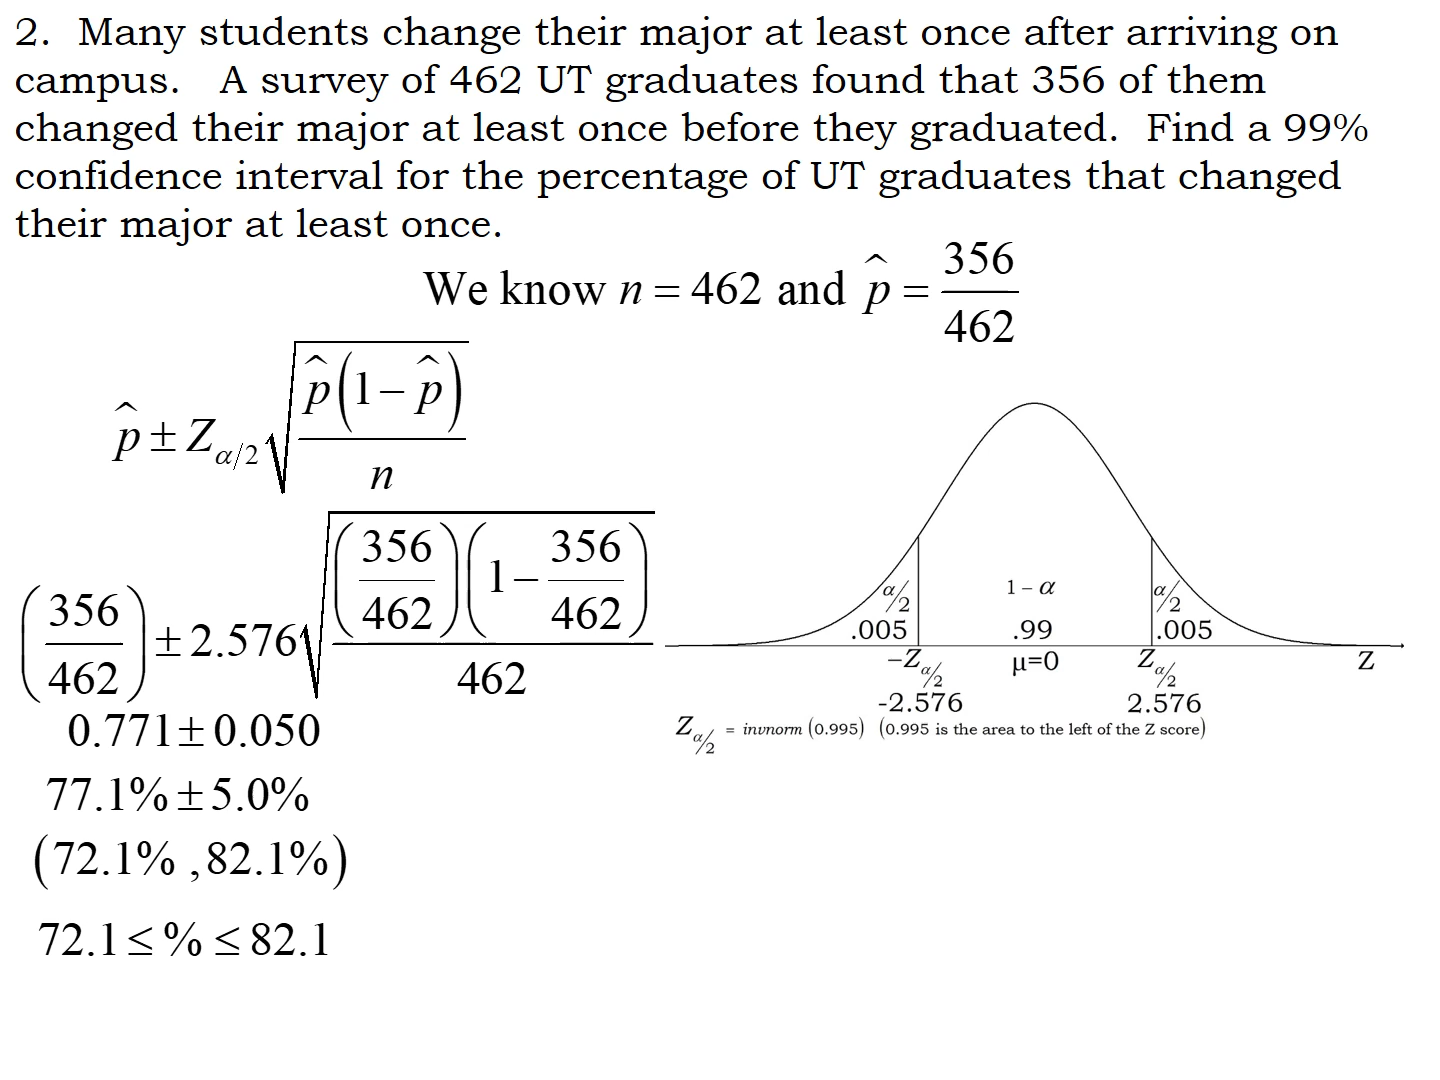 2.  Many students change their major at least once after arriving on
campus.   A survey of 462 UT graduates found that 356 of them
changed their major at least once before they graduated.  Find a 99%
confidence interval for the percentage of UT graduates that changed
their major at least once.
We know n = 462 and p̂ = 356/462
p̂ ± Z_{α/2} √(p̂(1 − p̂)/n)
(356/462) ± 2.576 √((356/462)(1 − 356/462)/462)
0.771 ± 0.050
77.1% ± 5.0%
(72.1% , 82.1%)
72.1 ≤ % ≤ 82.1
α/2 1 − α α/2
.005 .99 .005
−Z_{α/2} μ=0 Z_{α/2} Z
-2.576 2.576
Z_{α/2} = invnorm (0.995) (0.995 is the area to the left of the Z score)